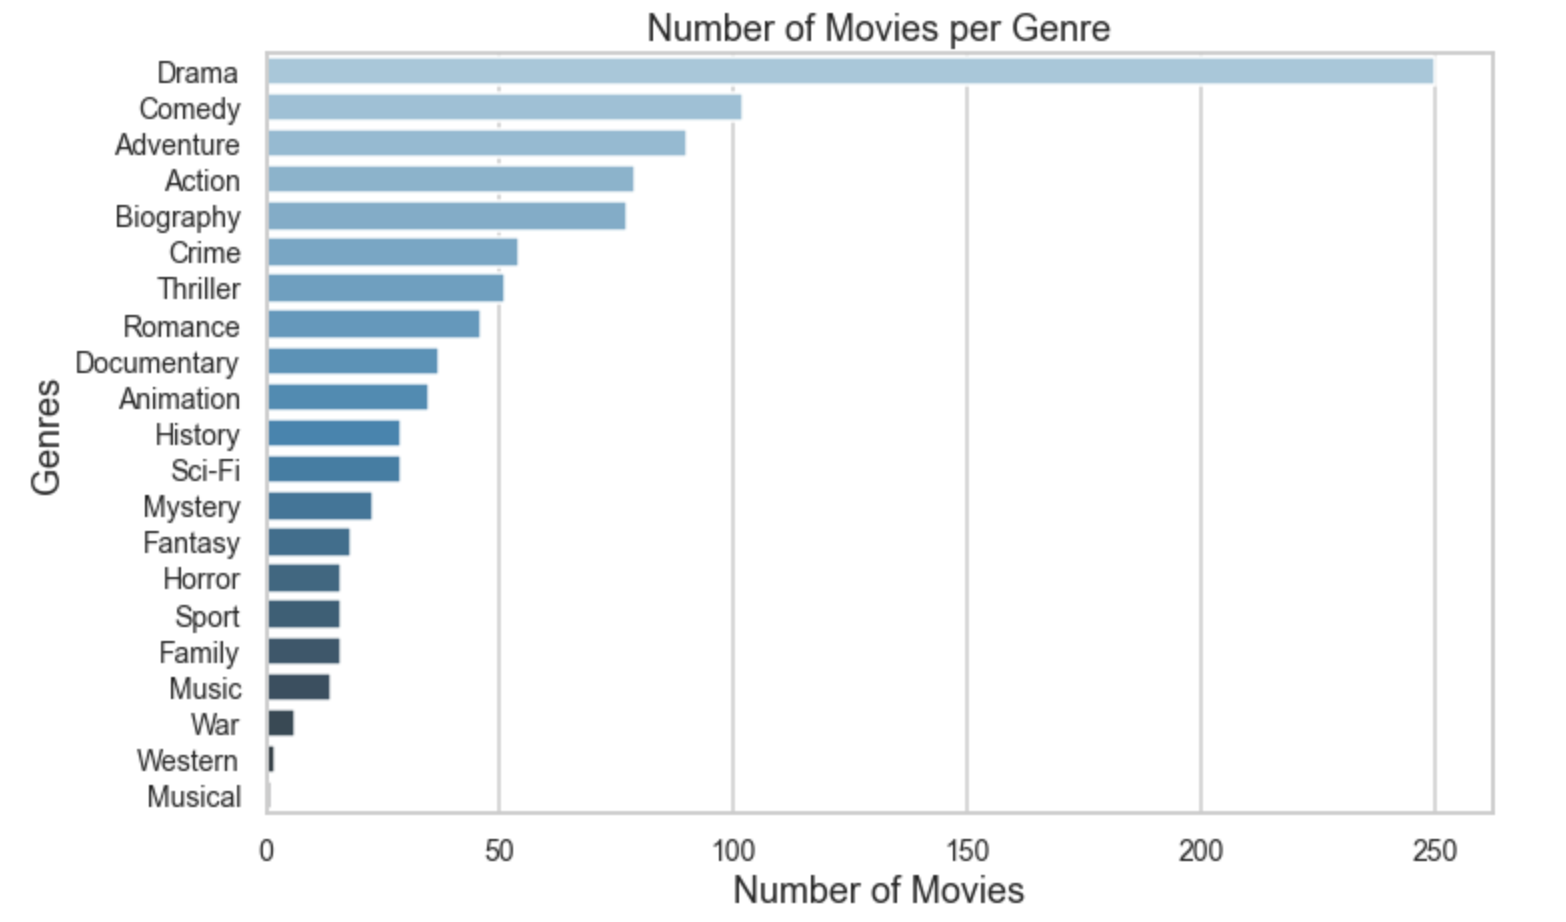 Number of Movies per Genre
Drama
Comedy
Adventure
Action
Biography
Crime
Thriller
Romance
Documentary
Animation
History
Sci-Fi
Mystery
Fantasy
Horror
Sport
Family
Music
War
Western
Musical
Genres
0 50 100 150 200 250
Number of Movies